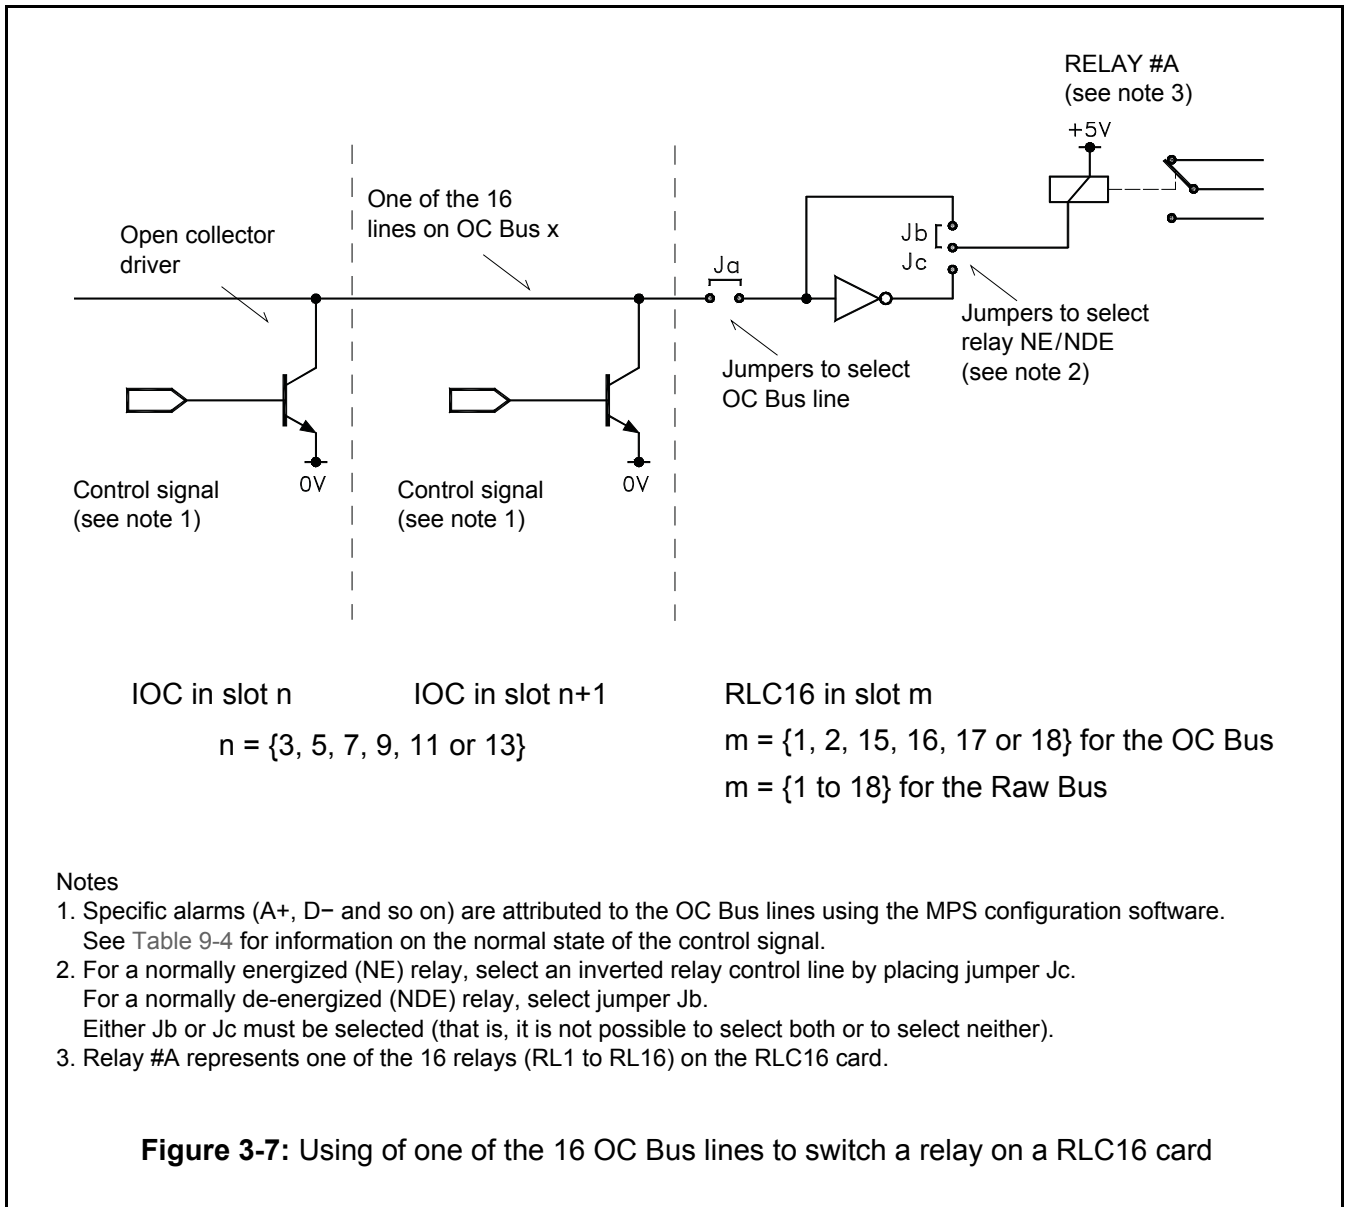 RELAY #A
(see note 3)
+5V
One of the 16
lines on OC Bus x
Open collector
driver
Ja
Jb
Jc
Jumpers to select
relay NE/NDE
(see note 2)
Jumpers to select
OC Bus line
0V
0V
Control signal
(see note 1)
Control signal
(see note 1)
IOC in slot n
IOC in slot n+1
RLC16 in slot m
n = {3, 5, 7, 9, 11 or 13}
m = {1, 2, 15, 16, 17 or 18} for the OC Bus
m = {1 to 18} for the Raw Bus
Notes
1. Specific alarms (A+, D− and so on) are attributed to the OC Bus lines using the MPS configuration software.
See Table 9-4 for information on the normal state of the control signal.
2. For a normally energized (NE) relay, select an inverted relay control line by placing jumper Jc.
For a normally de-energized (NDE) relay, select jumper Jb.
Either Jb or Jc must be selected (that is, it is not possible to select both or to select neither).
3. Relay #A represents one of the 16 relays (RL1 to RL16) on the RLC16 card.
Figure 3-7: Using of one of the 16 OC Bus lines to switch a relay on a RLC16 card